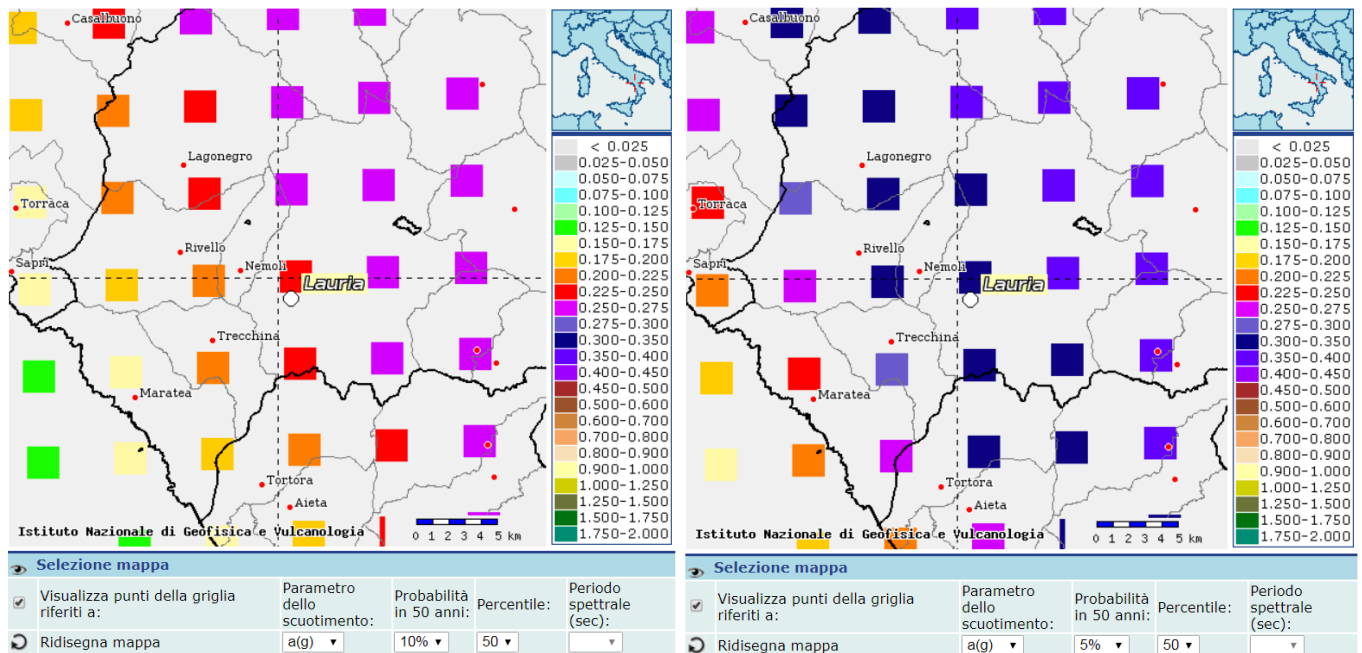 Casalbuono
Lagonegro
Torraca
Rivello
Sapri
Nemoli
Lauria
Trecchina
Maratea
Tortora
Aieta
Istituto Nazionale di Geofisica e Vulcanologia
0 1 2 3 4 5 km
< 0.025
0.025-0.050
0.050-0.075
0.075-0.100
0.100-0.125
0.125-0.150
0.150-0.175
0.175-0.200
0.200-0.225
0.225-0.250
0.250-0.275
0.275-0.300
0.300-0.350
0.350-0.400
0.400-0.450
0.450-0.500
0.500-0.600
0.600-0.700
0.700-0.800
0.800-0.900
0.900-1.000
1.000-1.250
1.250-1.500
1.500-1.750
1.750-2.000
Selezione mappa
Visualizza punti della griglia
riferiti a:
Parametro
dello
scuotimento:
Probabilità
in 50 anni:
Percentile:
Periodo
spettrale
(sec):
Ridisegna mappa
a(g)
10%
50
Casalbuono
Lagonegro
Torraca
Rivello
Sapri
Nemoli
Lauria
Trecchina
Maratea
Tortora
Aieta
Istituto Nazionale di Geofisica e Vulcanologia
0 1 2 3 4 5 km
< 0.025
0.025-0.050
0.050-0.075
0.075-0.100
0.100-0.125
0.125-0.150
0.150-0.175
0.175-0.200
0.200-0.225
0.225-0.250
0.250-0.275
0.275-0.300
0.300-0.350
0.350-0.400
0.400-0.450
0.450-0.500
0.500-0.600
0.600-0.700
0.700-0.800
0.800-0.900
0.900-1.000
1.000-1.250
1.250-1.500
1.500-1.750
1.750-2.000
Selezione mappa
Visualizza punti della griglia
riferiti a:
Parametro
dello
scuotimento:
Probabilità
in 50 anni:
Percentile:
Periodo
spettrale
(sec):
Ridisegna mappa
a(g)
5%
50